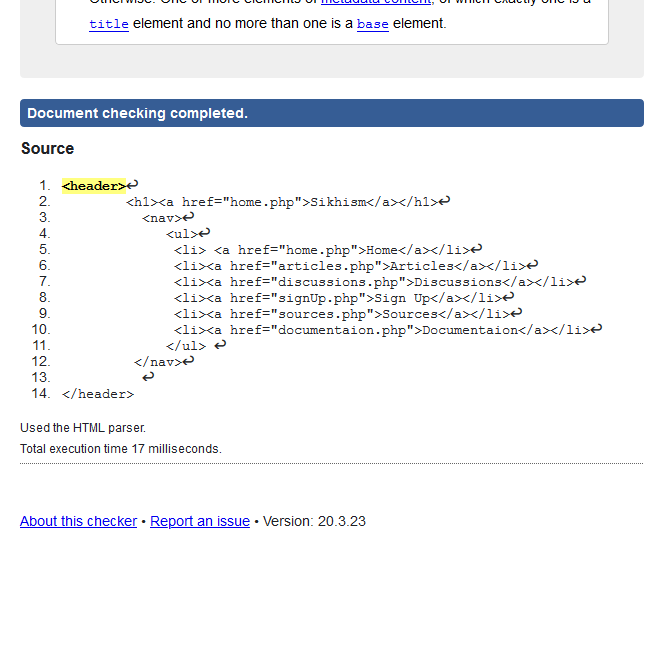 Otherwise: One or more elements of metadata content, of which exactly one is a
title element and no more than one is a base element.
Document checking completed.
Source
1. <header>↩
2. <h1><a href="home.php">Sikhism</a></h1>↩
3. <nav>↩
4. <ul>↩
5. <li> <a href="home.php">Home</a></li>↩
6. <li><a href="articles.php">Articles</a></li>↩
7. <li><a href="discussions.php">Discussions</a></li>↩
8. <li><a href="signUp.php">Sign Up</a></li>↩
9. <li><a href="sources.php">Sources</a></li>↩
10. <li><a href="documentaion.php">Documentaion</a></li>↩
11. </ul> ↩
12. </nav>↩
13. ↩
14. </header>
Used the HTML parser.
Total execution time 17 milliseconds.
About this checker • Report an issue • Version: 20.3.23